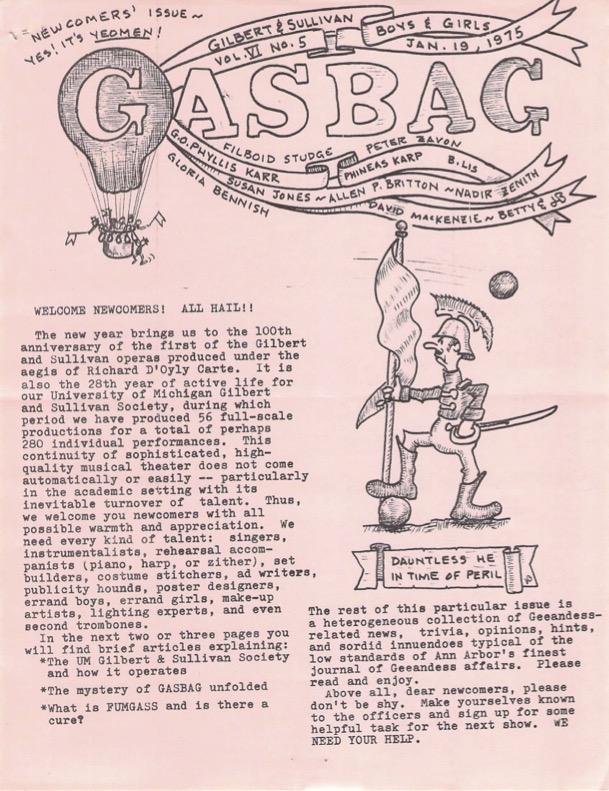 NEWCOMERS' ISSUE ~
YES! IT'S YEOMEN!
GILBERT & SULLIVAN BOYS & GIRLS
VOL. VI NO. 5 JAN. 19, 1975
GASBAG
FILBOID STUDGE PETER ZAVON
G.O. PHYLLIS KARR PHINEAS KARP B. LIS
SUSAN JONES ~ ALLEN P. BRITTON ~ NADIR ZENITH
GLORIA BENNISH DAVID MACKENZIE ~ BETTY & JB
WELCOME NEWCOMERS! ALL HAIL!!
The new year brings us to the 100th
anniversary of the first of the Gilbert
and Sullivan operas produced under the
aegis of Richard D'Oyly Carte. It is
also the 28th year of active life for
our University of Michigan Gilbert
and Sullivan Society, during which
period we have produced 56 full-scale
productions for a total of perhaps
280 individual performances. This
continuity of sophisticated, high-
quality musical theater does not come
automatically or easily -- particularly
in the academic setting with its
inevitable turnover of talent. Thus,
we welcome you newcomers with all
possible warmth and appreciation. We
need every kind of talent: singers,
instrumentalists, rehearsal accom-
panists (piano, harp, or zither), set
builders, costume stitchers, ad writers,
publicity hounds, poster designers,
errand boys, errand girls, make-up
artists, lighting experts, and even
second trombones.
In the next two or three pages you
will find brief articles explaining:
*The UM Gilbert & Sullivan Society
and how it operates
*The mystery of GASBAG unfolded
*What is FUMGASS and is there a
cure?
DAUNTLESS HE
IN TIME OF PERIL
The rest of this particular issue is
a heterogeneous collection of Geeandess-
related news, trivia, opinions, hints,
and sordid innuendoes typical of the
low standards of Ann Arbor's finest
journal of Geeandess affairs. Please
read and enjoy.
Above all, dear newcomers, please
don't be shy. Make yourselves known
to the officers and sign up for some
helpful task for the next show. WE
NEED YOUR HELP.